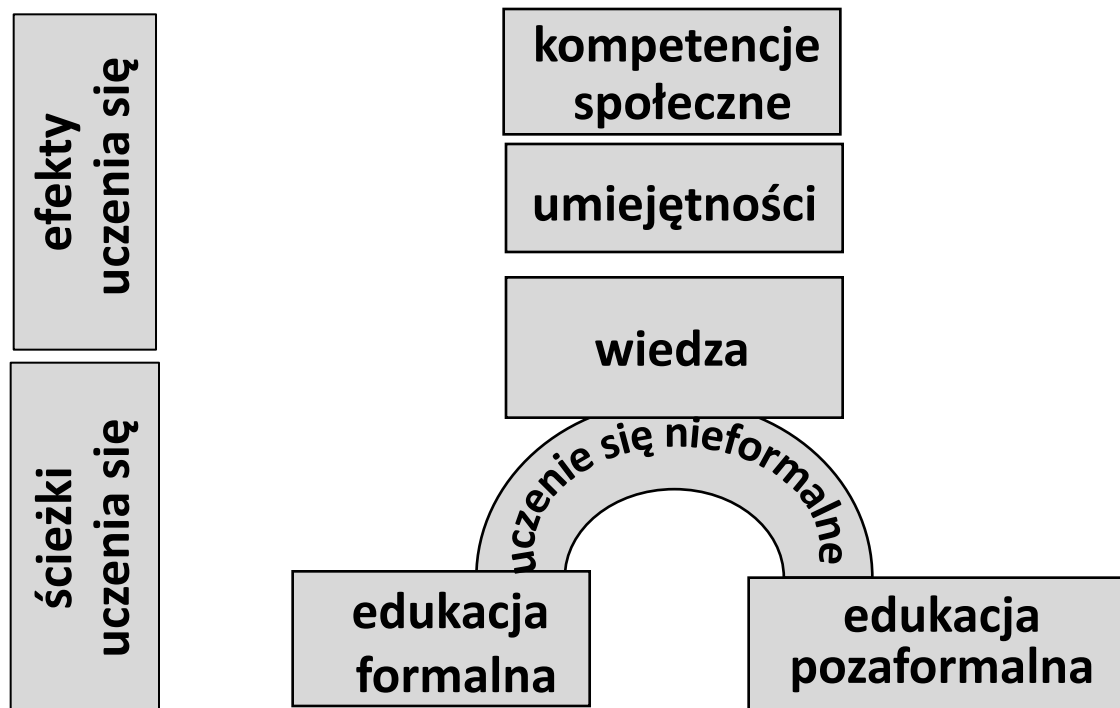 efekty
uczenia się
kompetencje
społeczne
umiejętności
wiedza
ścieżki
uczenia się
uczenie się nieformalne
edukacja
formalna
edukacja
pozaformalna